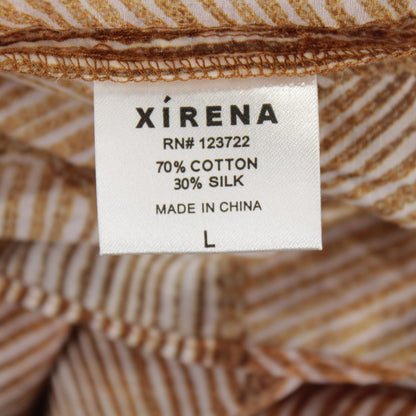 XíRENA
RN# 123722
70% COTTON
30% SILK
MADE IN CHINA
L